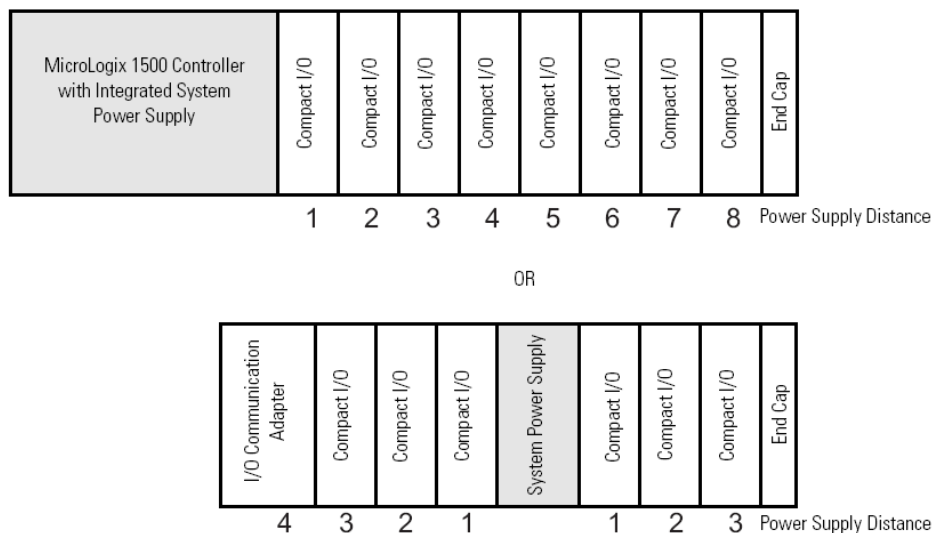 MicroLogix 1500 Controller
with Integrated System
Power Supply
Compact I/O
Compact I/O
Compact I/O
Compact I/O
Compact I/O
Compact I/O
Compact I/O
Compact I/O
End Cap
1 2 3 4 5 6 7 8 Power Supply Distance
OR
I/O Communication
Adapter
Compact I/O
Compact I/O
Compact I/O
System Power Supply
Compact I/O
Compact I/O
Compact I/O
End Cap
4 3 2 1 1 2 3 Power Supply Distance